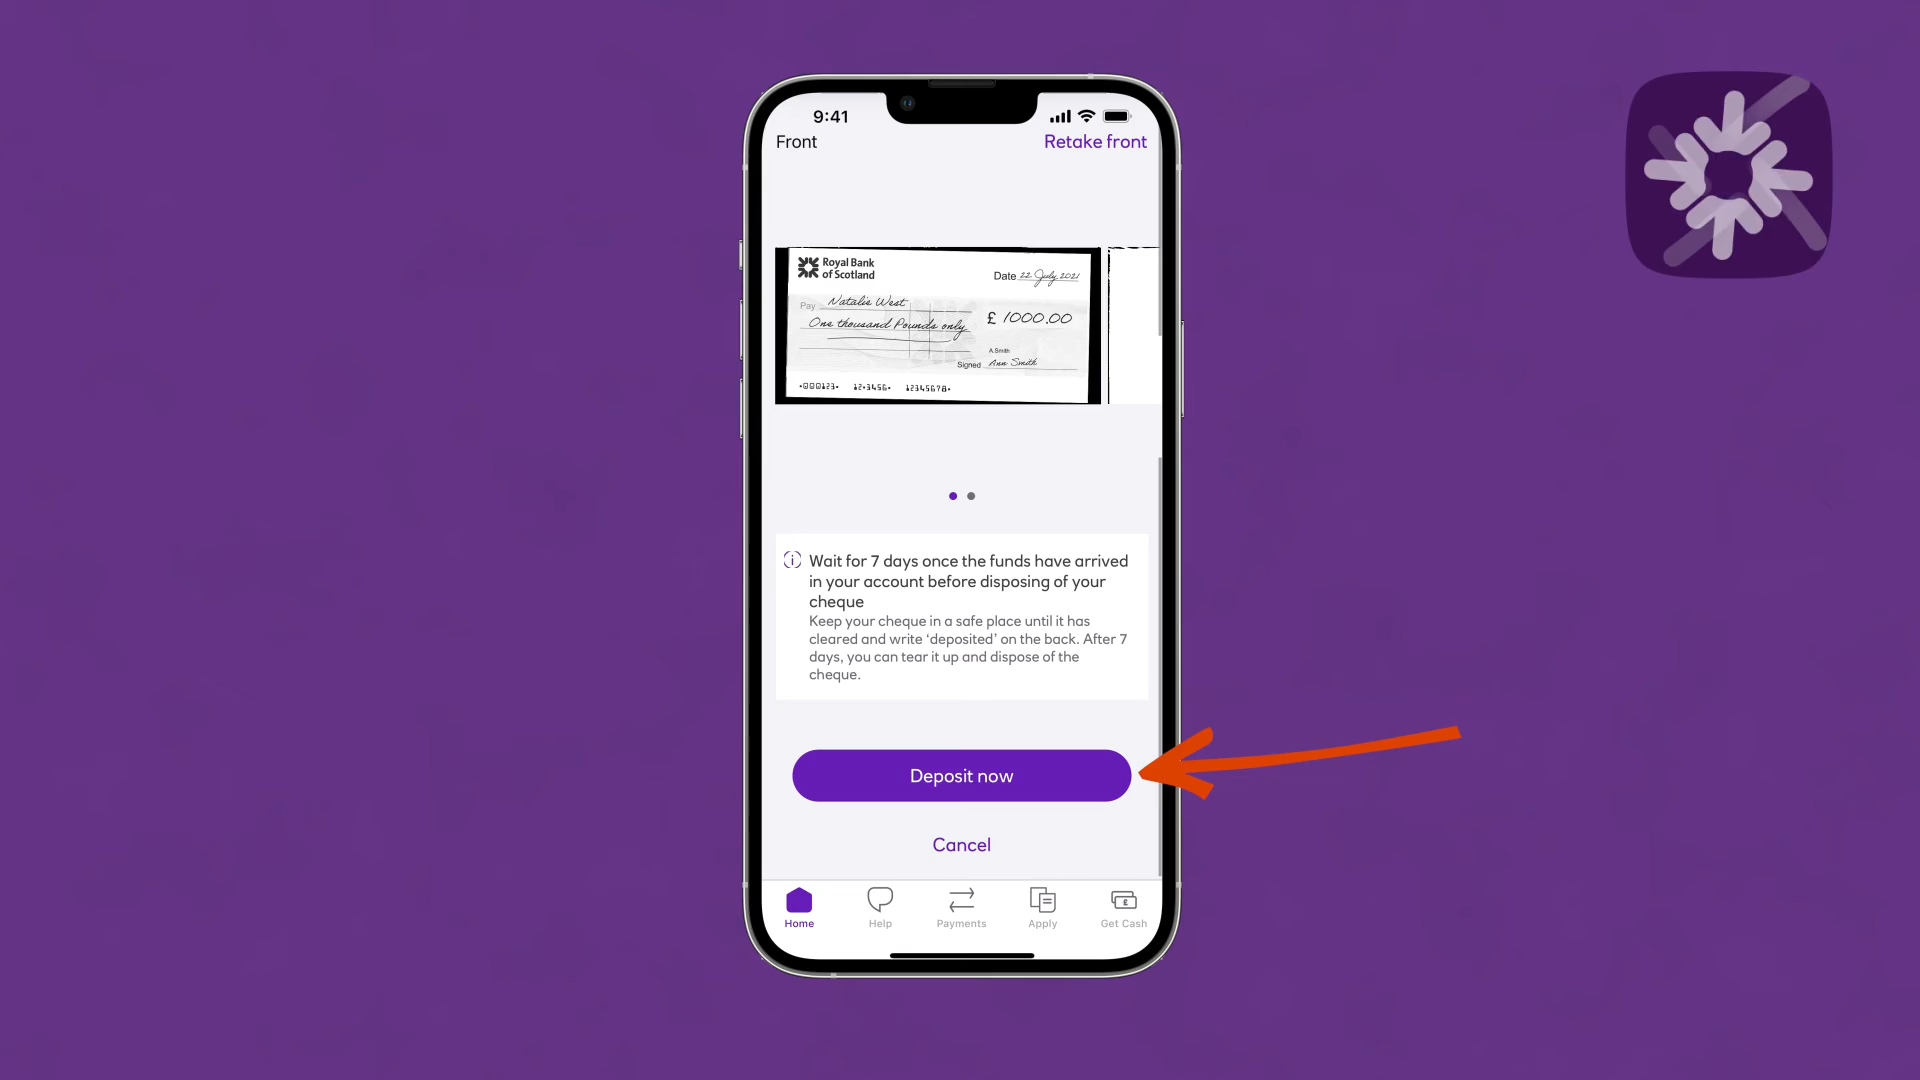 9:41
Front
Retake front
Royal Bank
of Scotland
Date 22 July 2021
Pay Natalie West
One thousand Pounds only
£ 1000.00
A.Smith
Signed Ann Smith
000123 12-3456 12345678
Wait for 7 days once the funds have arrived
in your account before disposing of your
cheque
Keep your cheque in a safe place until it has
cleared and write ‘deposited’ on the back. After 7
days, you can tear it up and dispose of the
cheque.
Deposit now
Cancel
Home
Help
Payments
Apply
Get Cash